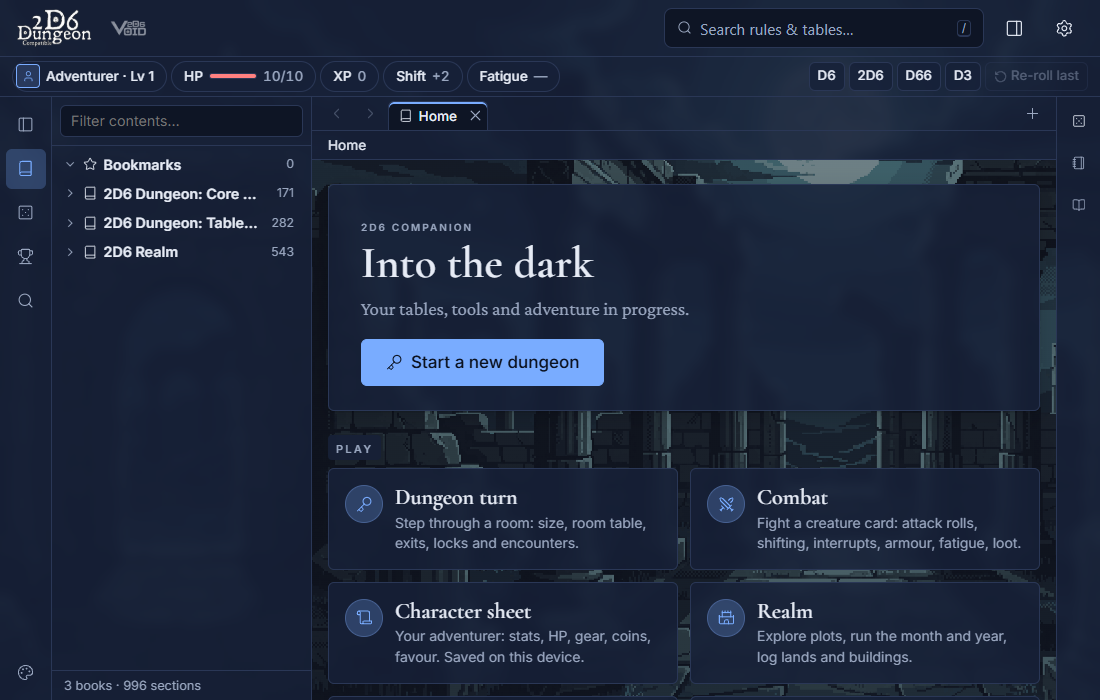 2D6
Dungeon
Compatible
V2D6
VOID
Search rules & tables...
/
Adventurer · Lv 1
HP 10/10
XP 0
Shift +2
Fatigue —
D6
2D6
D66
D3
Re-roll last
Filter contents...
Home
Home
Bookmarks 0
2D6 Dungeon: Core ... 171
2D6 Dungeon: Table... 282
2D6 Realm 543
2D6 COMPANION
Into the dark
Your tables, tools and adventure in progress.
Start a new dungeon
PLAY
Dungeon turn
Step through a room: size, room table,
exits, locks and encounters.
Combat
Fight a creature card: attack rolls,
shifting, interrupts, armour, fatigue, loot.
Character sheet
Your adventurer: stats, HP, gear, coins,
favour. Saved on this device.
Realm
Explore plots, run the month and year,
log lands and buildings.
3 books · 996 sections